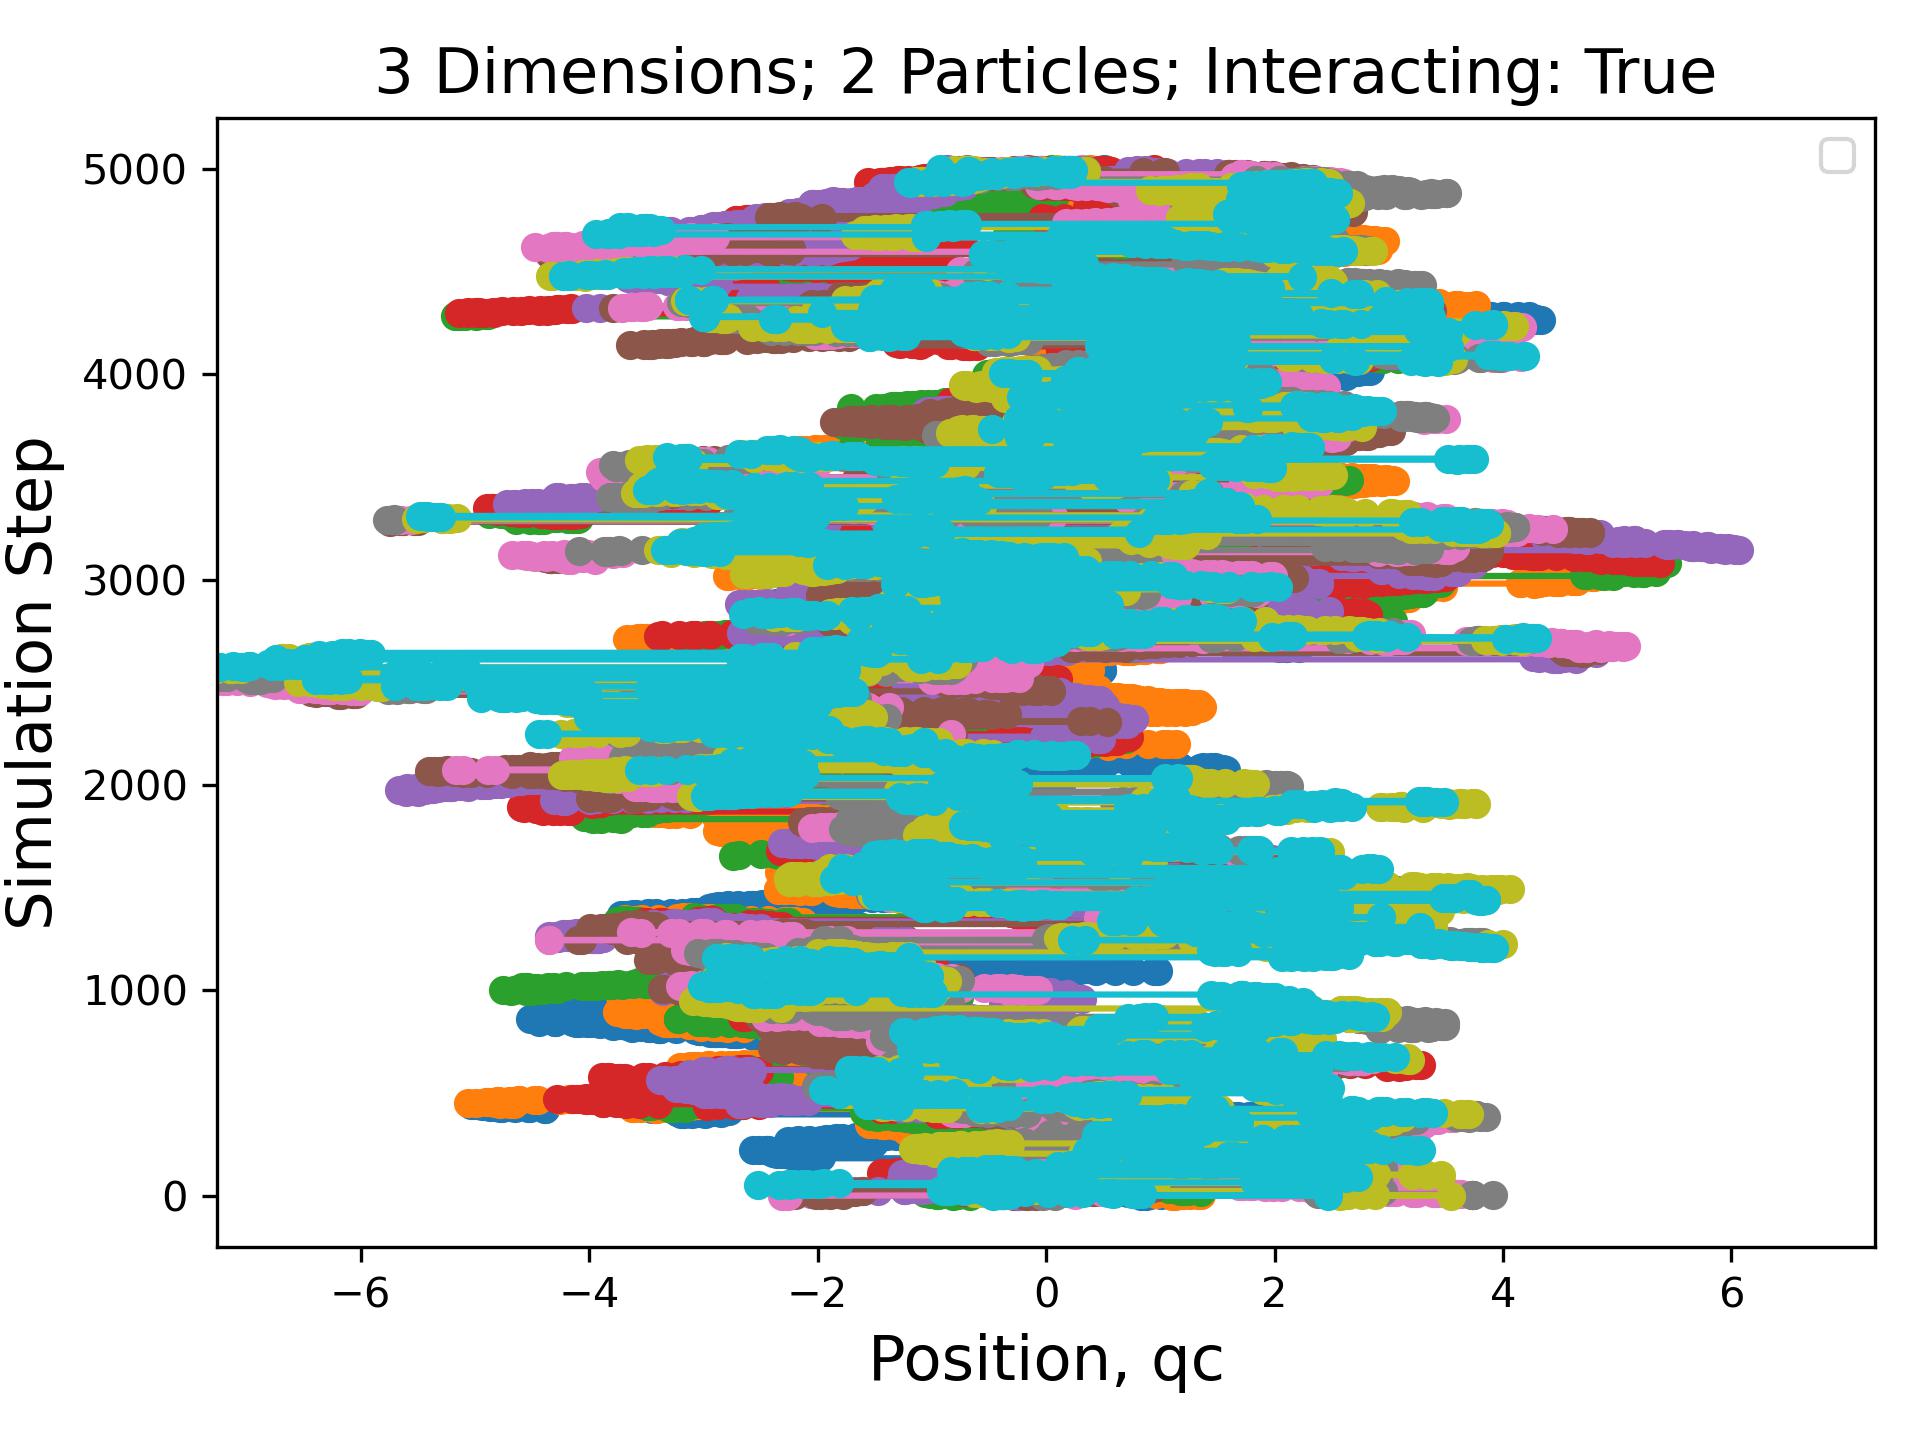 3 Dimensions; 2 Particles; Interacting: True
Simulation Step
5000
4000
3000
2000
1000
0
−6 −4 −2 0 2 4 6
Position, qc